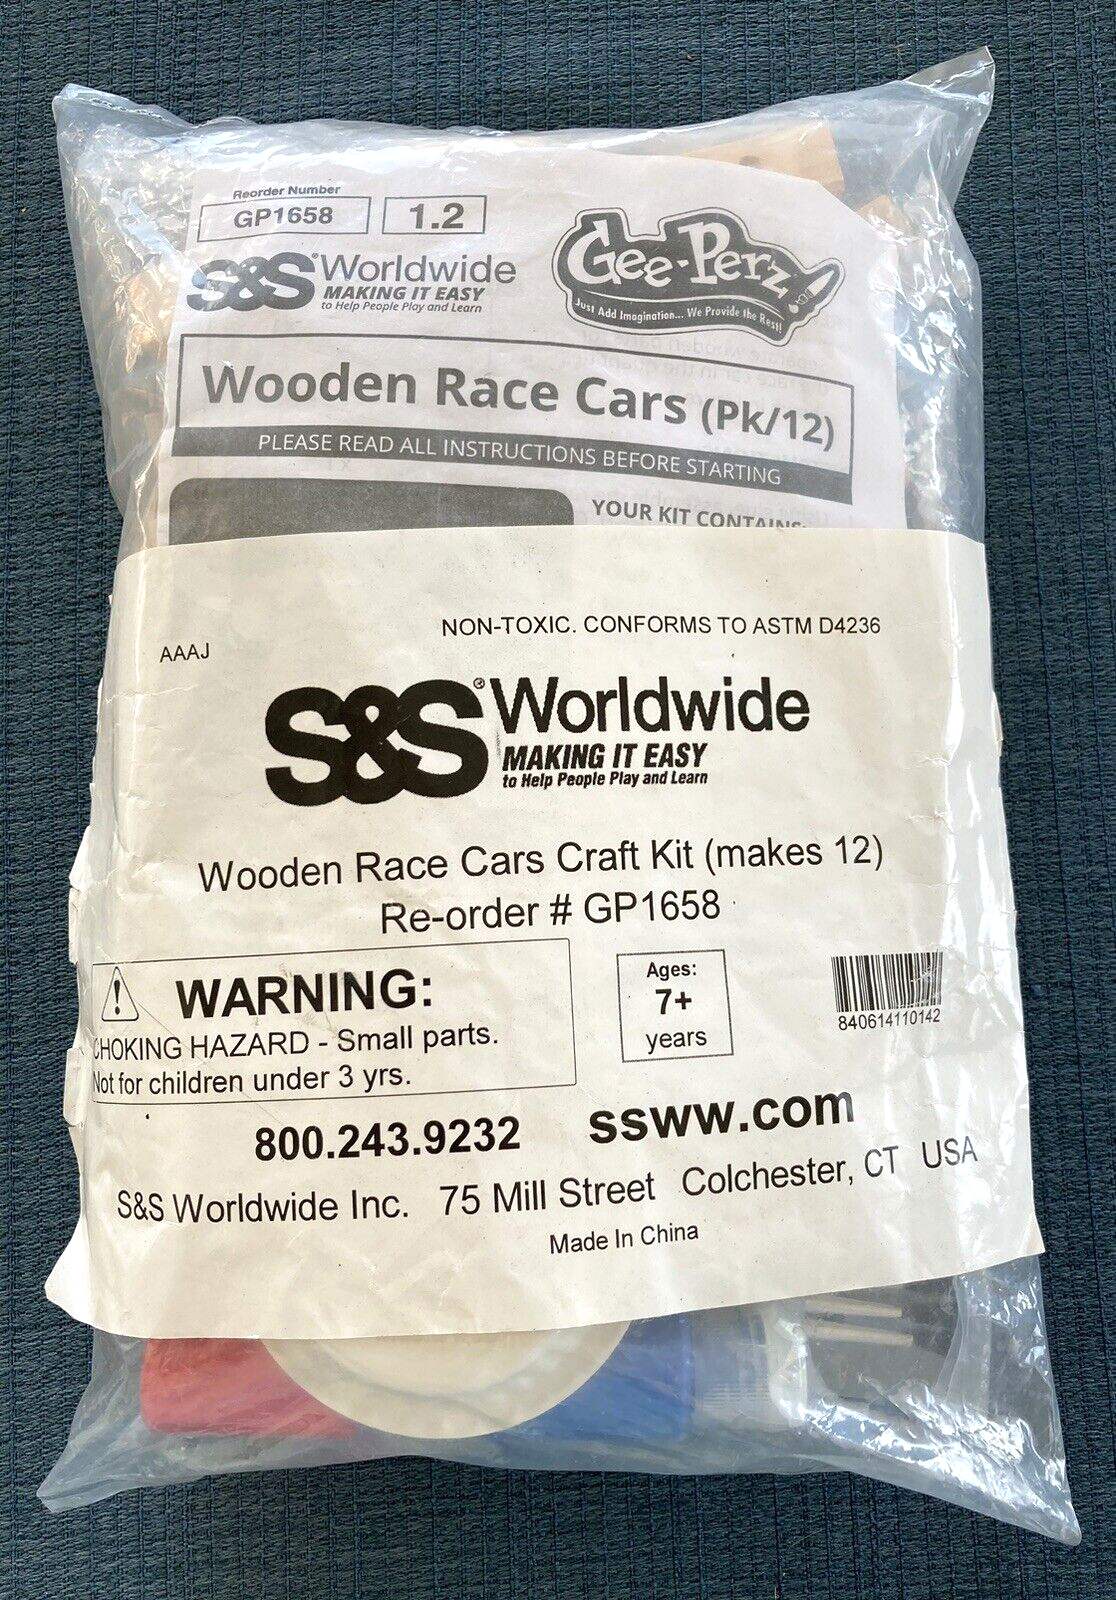 Reorder Number
GP1658
1.2
S&S® Worldwide
MAKING IT EASY
to Help People Play and Learn
Gee-Perz
Just Add Imagination... We Provide the Rest!
Wooden Race Cars (Pk/12)
PLEASE READ ALL INSTRUCTIONS BEFORE STARTING
YOUR KIT CONTAINS:
NON-TOXIC. CONFORMS TO ASTM D4236
AAAJ
S&S® Worldwide
MAKING IT EASY
to Help People Play and Learn
Wooden Race Cars Craft Kit (makes 12)
Re-order # GP1658
WARNING:
CHOKING HAZARD - Small parts.
Not for children under 3 yrs.
Ages:
7+
years
840614110142
800.243.9232 ssww.com
S&S Worldwide Inc. 75 Mill Street Colchester, CT USA
Made In China